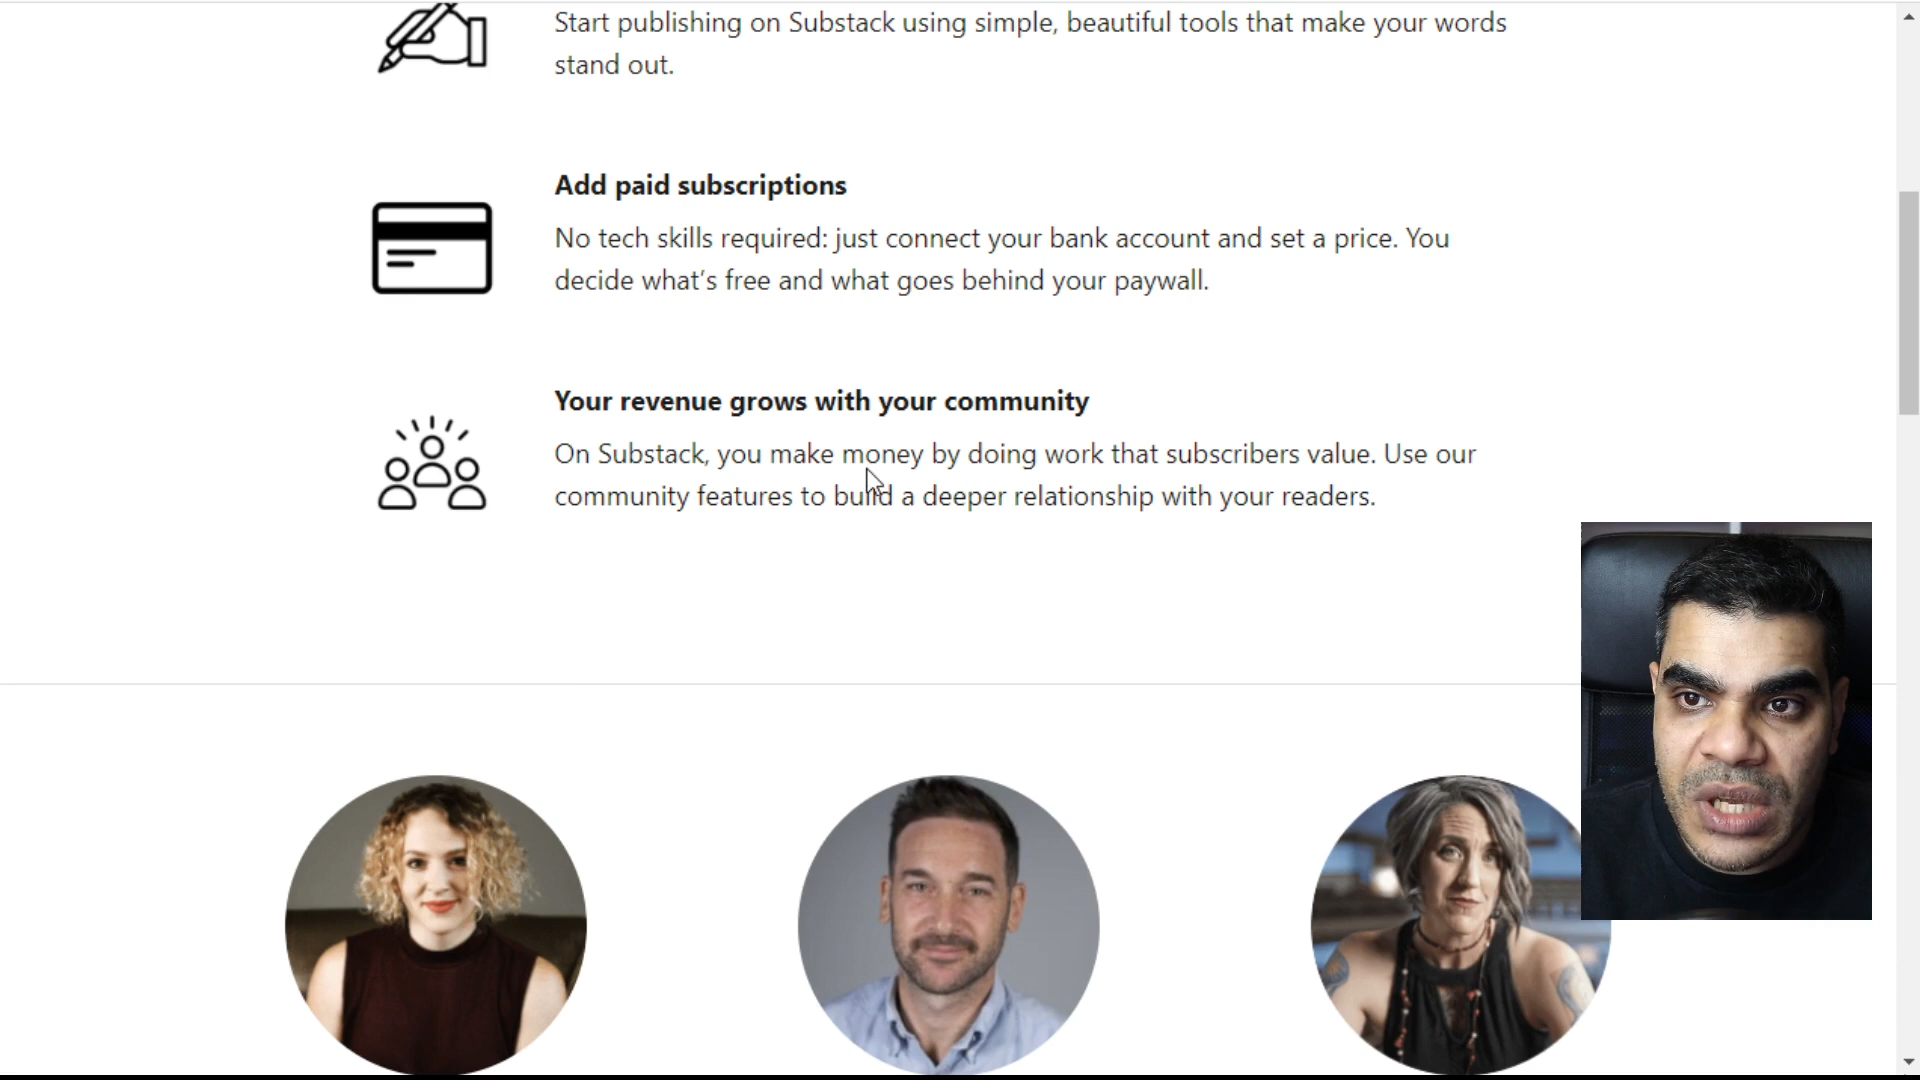 Start publishing on Substack using simple, beautiful tools that make your words
stand out.
Add paid subscriptions
No tech skills required: just connect your bank account and set a price. You
decide what’s free and what goes behind your paywall.
Your revenue grows with your community
On Substack, you make money by doing work that subscribers value. Use our
community features to build a deeper relationship with your readers.